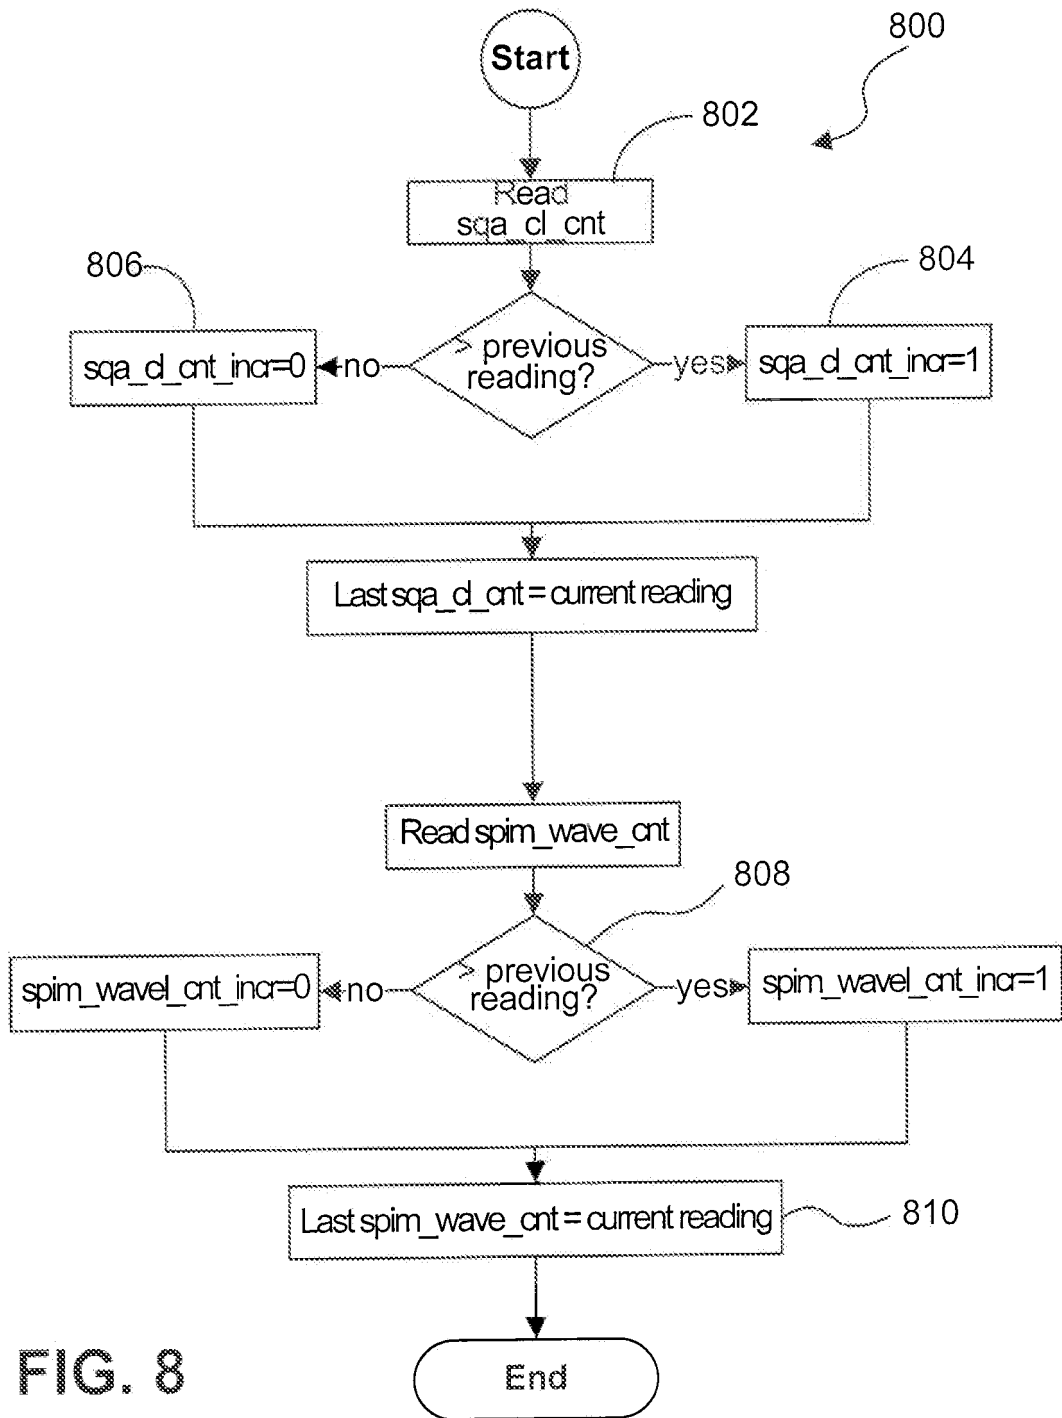 Start
800
802
Read
sqa_cl_cnt
806
804
> previous
reading?
sqa_cl_cnt_incr=0
no
yes
sqa_cl_cnt_incr=1
Last sqa_cl_cnt = current reading
Read spim_wave_cnt
808
> previous
reading?
spim_wavel_cnt_incr=0
no
yes
spim_wavel_cnt_incr=1
Last spim_wave_cnt = current reading
810
End
FIG. 8